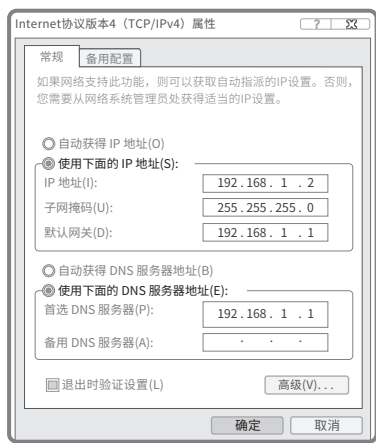 Internet协议版本4（TCP/IPv4）属性
?
常规 备用配置
如果网络支持此功能，则可以获取自动指派的IP设置。否则，
您需要从网络系统管理员处获得适当的IP设置。
自动获得 IP 地址(O)
使用下面的 IP 地址(S):
IP 地址(I): 192.168. 1 . 2
子网掩码(U): 255.255.255. 0
默认网关(D): 192.168. 1 . 1
自动获得 DNS 服务器地址(B)
使用下面的 DNS 服务器地址(E):
首选 DNS 服务器(P): 192.168. 1 . 1
备用 DNS 服务器(A): . . .
退出时验证设置(L) 高级(V)...
确定 取消